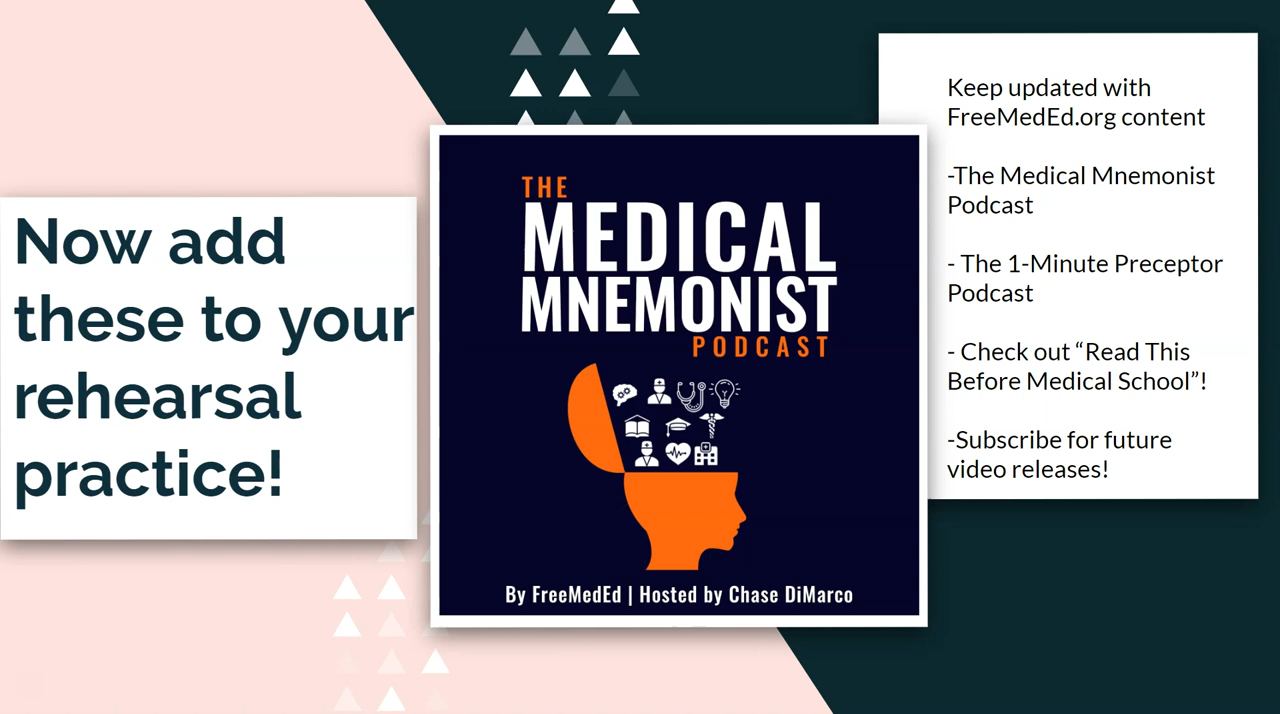 Now add
these to your
rehearsal
practice!
THE
MEDICAL
MNEMONIST
PODCAST
By FreeMedEd | Hosted by Chase DiMarco
Keep updated with
FreeMedEd.org content
-The Medical Mnemonist
Podcast
- The 1-Minute Preceptor
Podcast
- Check out “Read This
Before Medical School”!
-Subscribe for future
video releases!